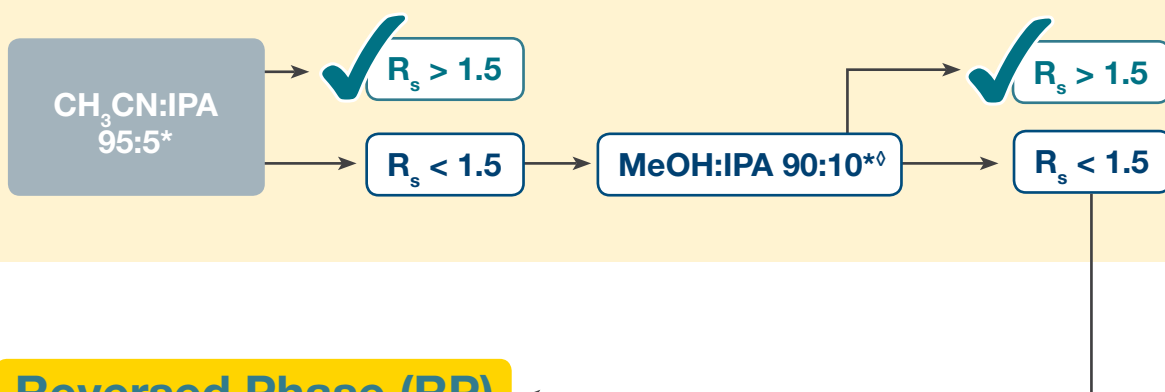 CH₃CN:IPA
95:5*
Rₛ > 1.5
Rₛ < 1.5
MeOH:IPA 90:10*◊
Rₛ > 1.5
Rₛ < 1.5
Reversed Phase (RP)